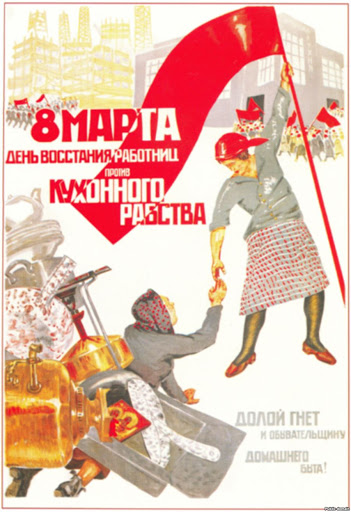 8 МАРТА
ДЕНЬ ВОССТАНИЯ РАБОТНИЦ
ПРОТИВ
КУХОННОГО
РАБСТВА
ДОЛОЙ ГНЕТ
И ОБЫВАТЕЛЬЩИНУ
ДОМАШНЕГО
БЫТА!